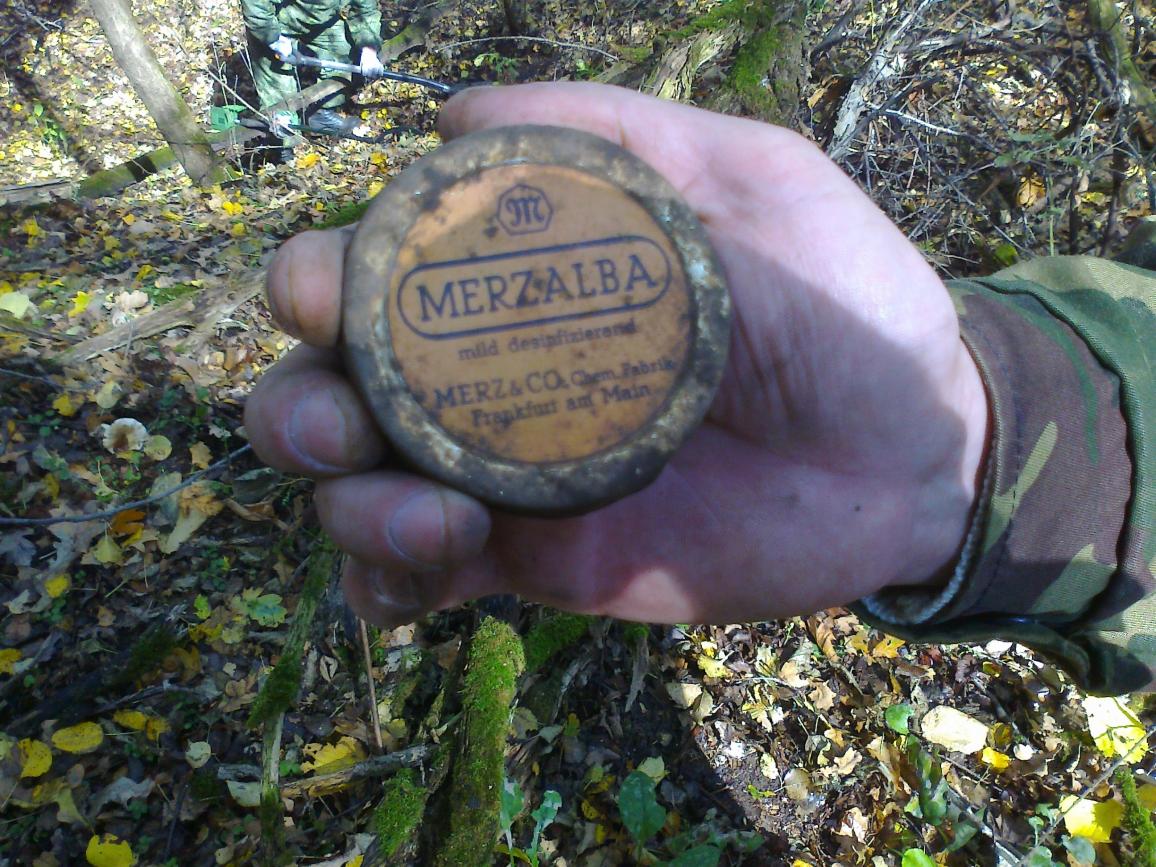 M
MERZALBA
mild desinfizierend
MERZ & CO. Chem. Fabrik
Frankfurt am Main